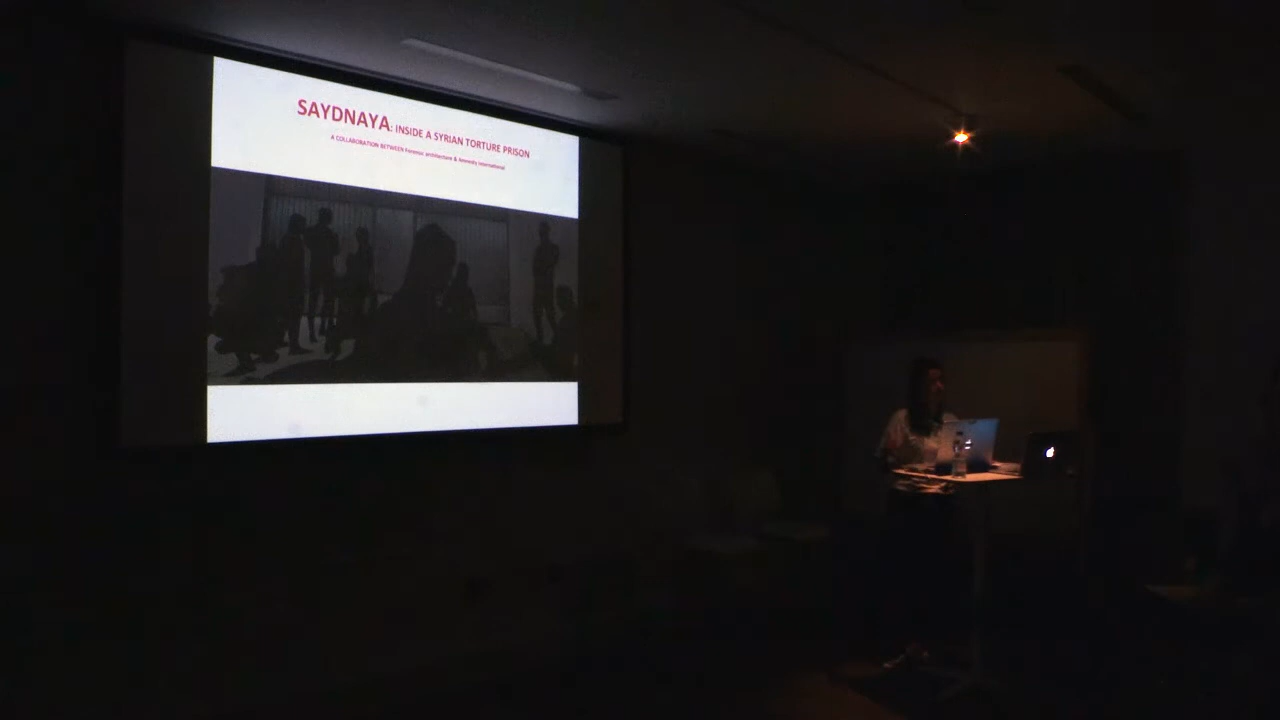 SAYDNAYA: INSIDE A SYRIAN TORTURE PRISON
A COLLABORATION BETWEEN Forensic architecture & Amnesty International